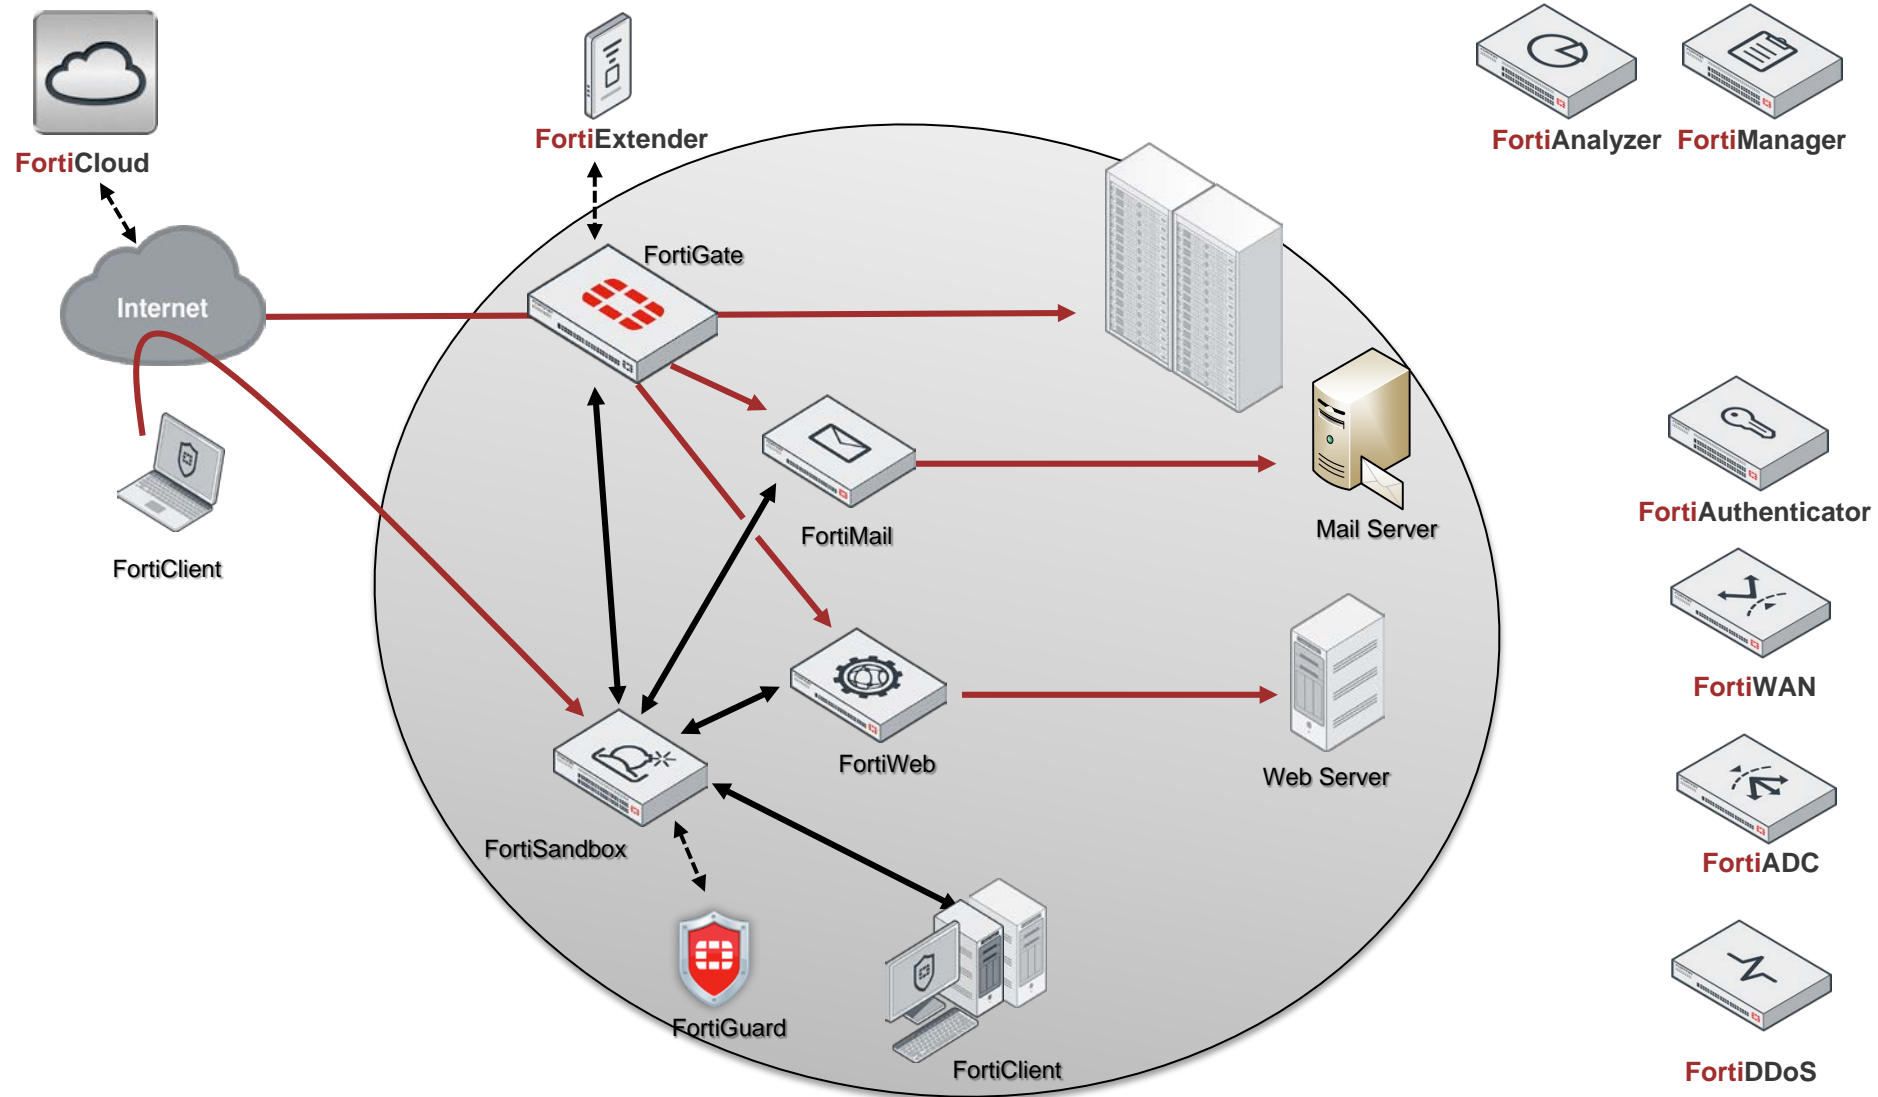 FortiCloud
FortiExtender
FortiAnalyzer
FortiManager
FortiGate
Internet
FortiMail
Mail Server
FortiAuthenticator
FortiClient
FortiWAN
FortiWeb
Web Server
FortiSandbox
FortiADC
FortiGuard
FortiClient
FortiDDoS